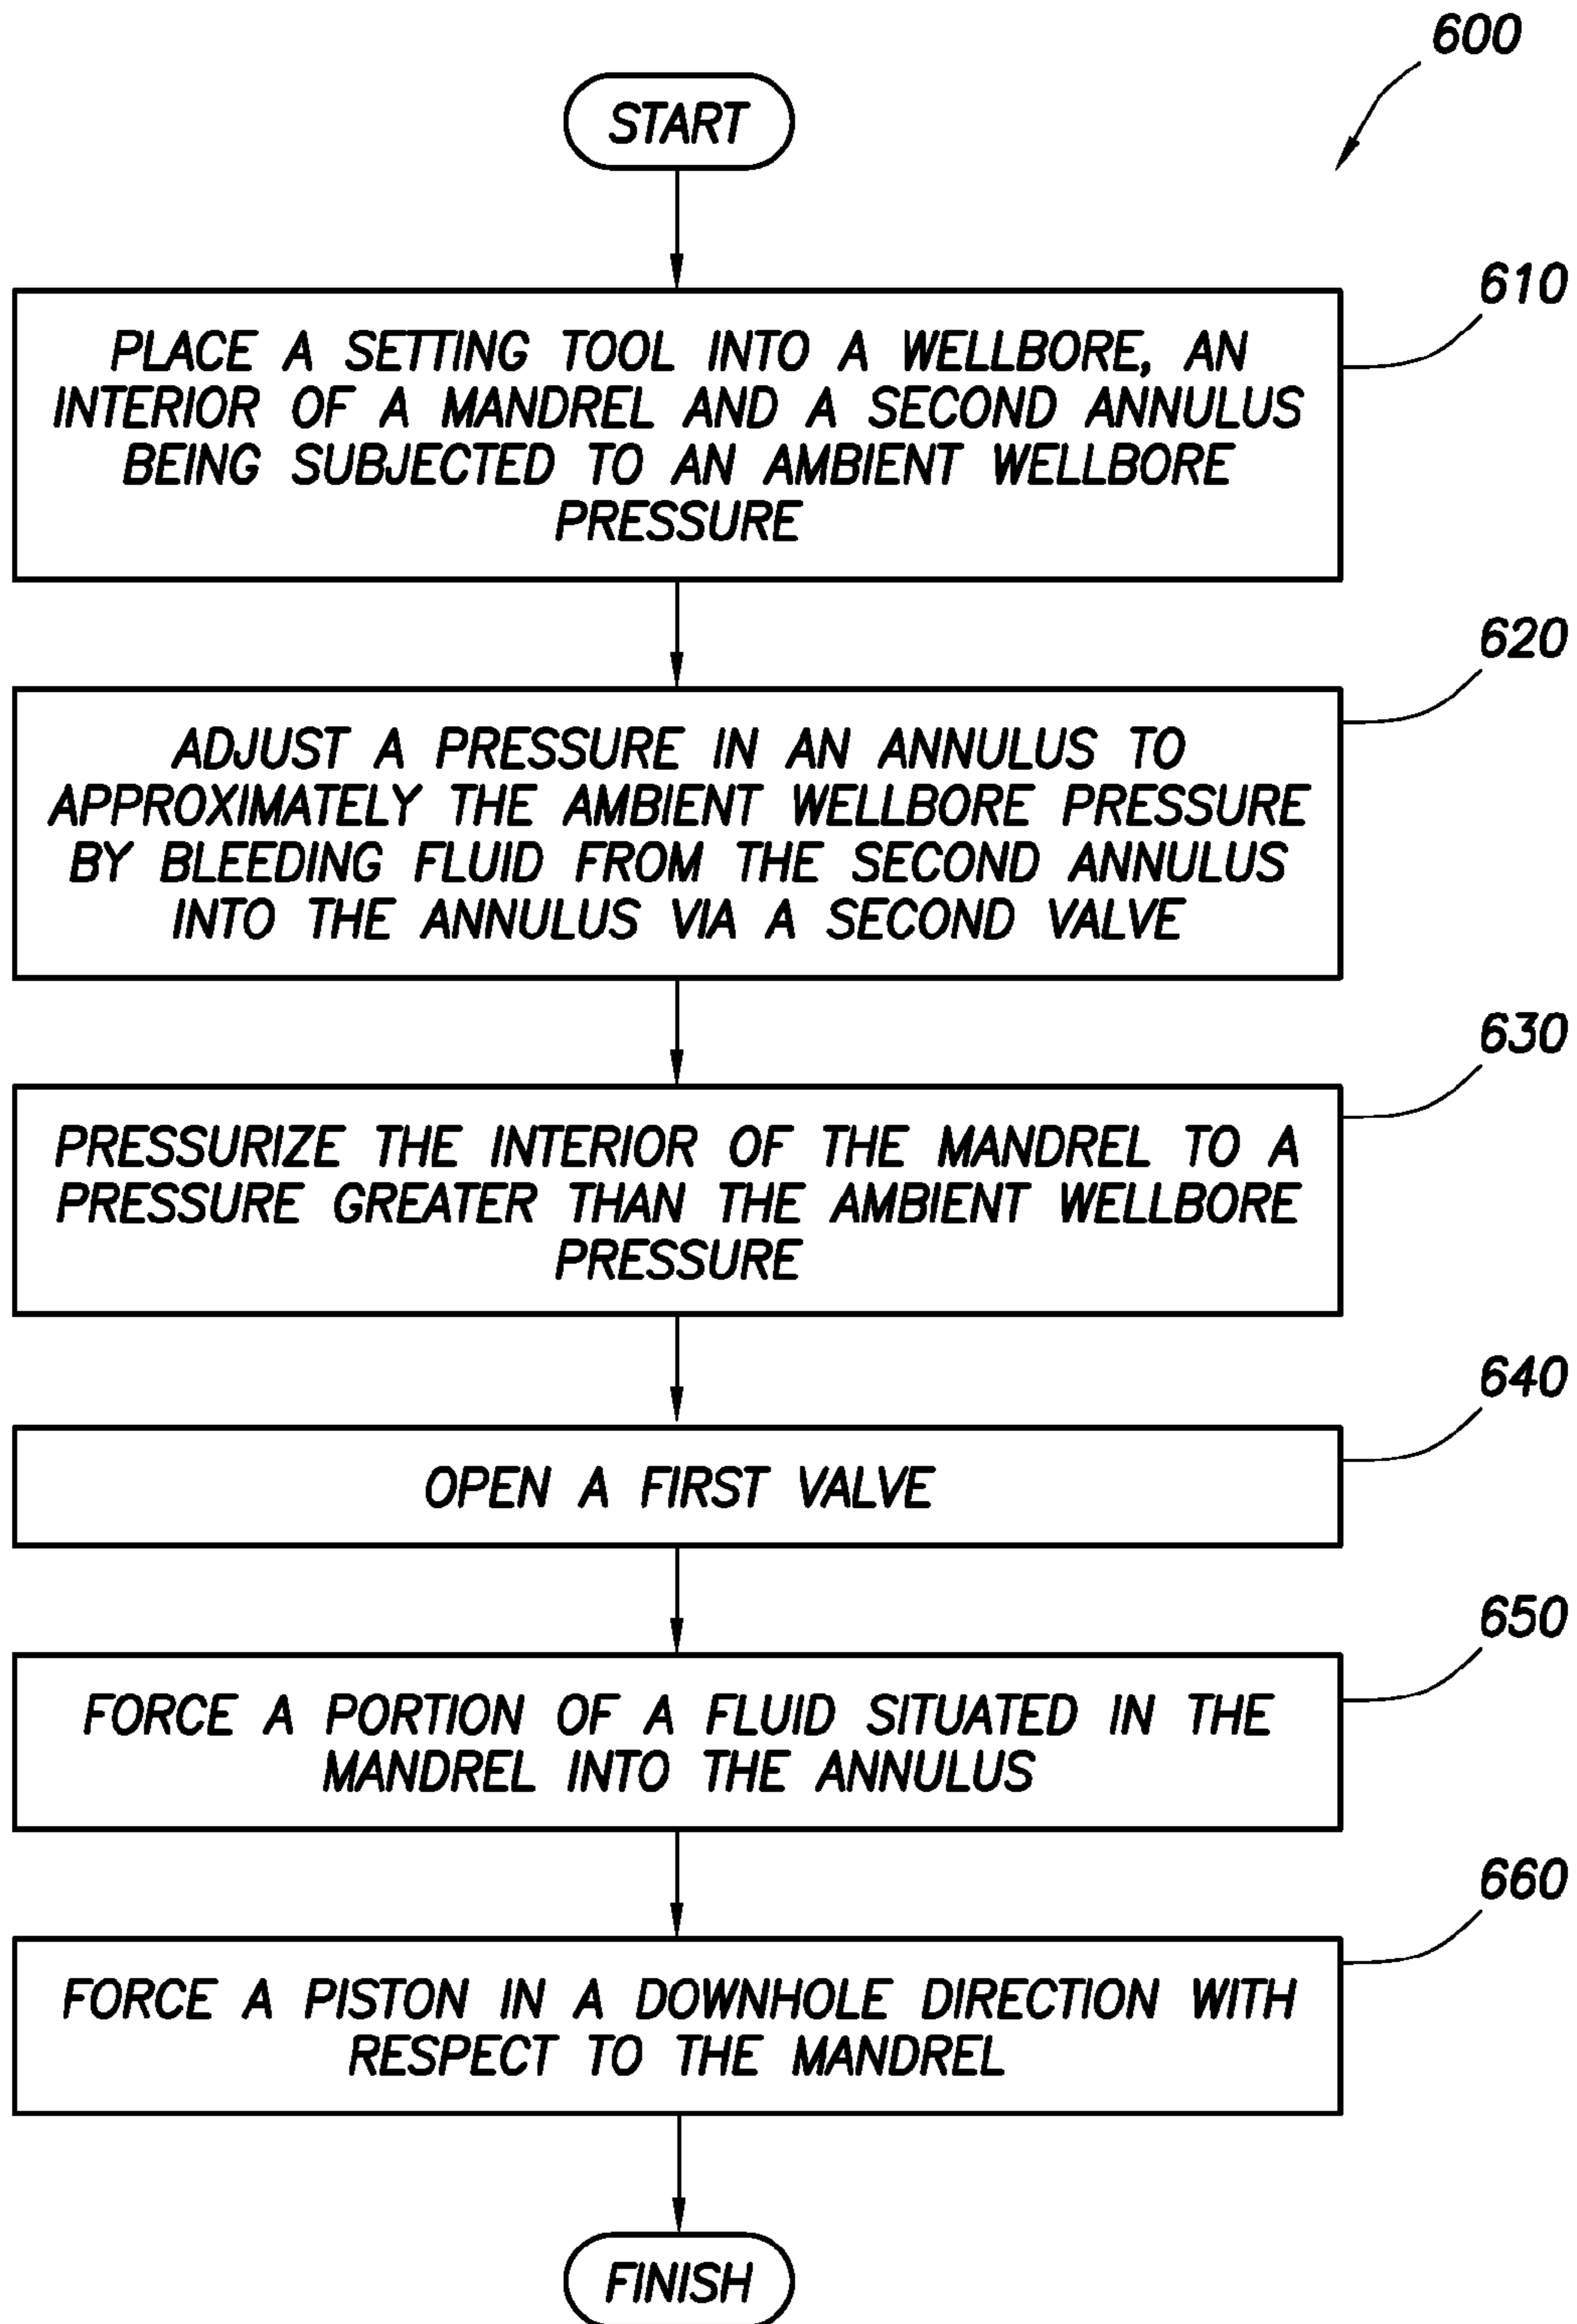 600
START
610
PLACE A SETTING TOOL INTO A WELLBORE, AN
INTERIOR OF A MANDREL AND A SECOND ANNULUS
BEING SUBJECTED TO AN AMBIENT WELLBORE
PRESSURE
620
ADJUST A PRESSURE IN AN ANNULUS TO
APPROXIMATELY THE AMBIENT WELLBORE PRESSURE
BY BLEEDING FLUID FROM THE SECOND ANNULUS
INTO THE ANNULUS VIA A SECOND VALVE
630
PRESSURIZE THE INTERIOR OF THE MANDREL TO A
PRESSURE GREATER THAN THE AMBIENT WELLBORE
PRESSURE
640
OPEN A FIRST VALVE
650
FORCE A PORTION OF A FLUID SITUATED IN THE
MANDREL INTO THE ANNULUS
660
FORCE A PISTON IN A DOWNHOLE DIRECTION WITH
RESPECT TO THE MANDREL
FINISH